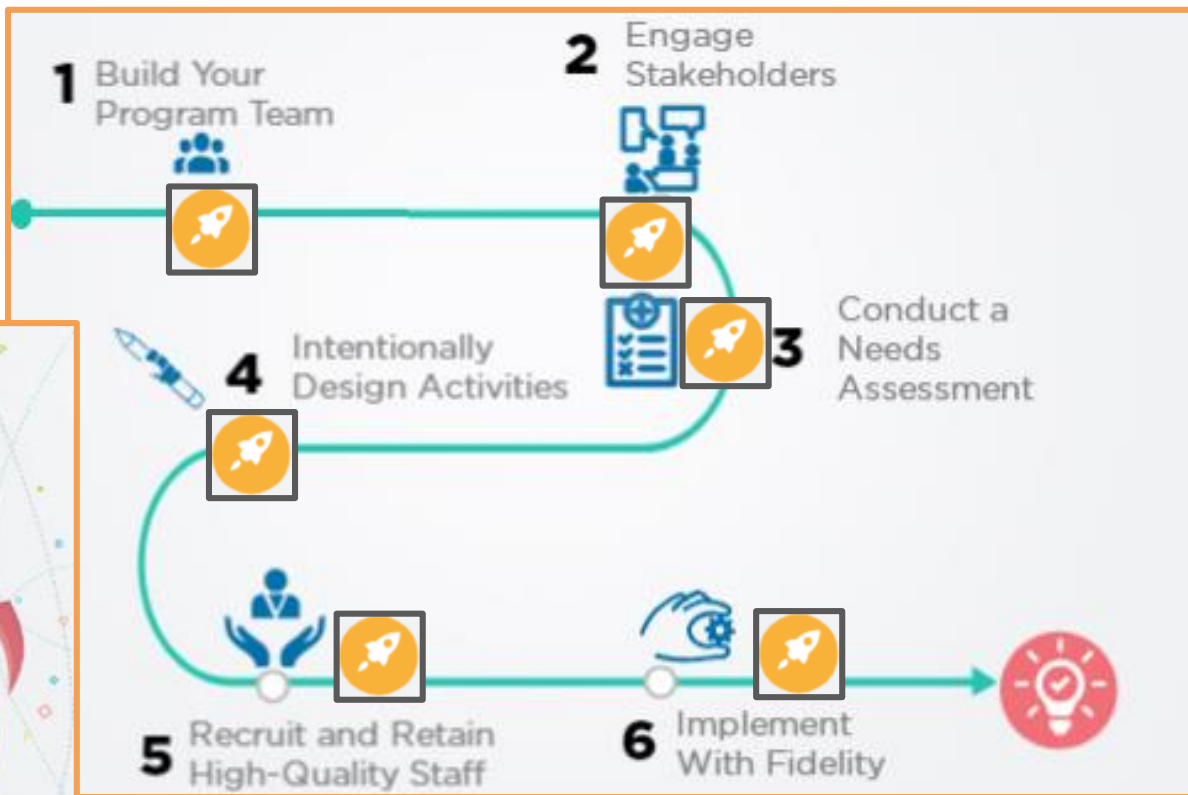 1 Build Your
Program Team
2 Engage
Stakeholders
3 Conduct a
Needs
Assessment
4 Intentionally
Design Activities
5 Recruit and Retain
High-Quality Staff
6 Implement
With Fidelity